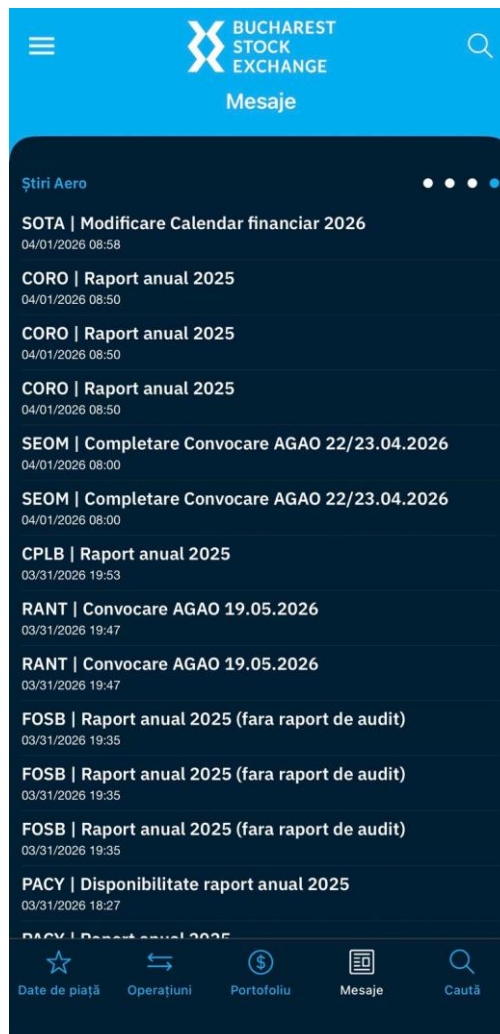 BUCHAREST
STOCK
EXCHANGE
Mesaje
Știri Aero
SOTA | Modificare Calendar financiar 2026
04/01/2026 08:58
CORO | Raport anual 2025
04/01/2026 08:50
CORO | Raport anual 2025
04/01/2026 08:50
CORO | Raport anual 2025
04/01/2026 08:50
SEOM | Completare Convocare AGAO 22/23.04.2026
04/01/2026 08:00
SEOM | Completare Convocare AGAO 22/23.04.2026
04/01/2026 08:00
CPLB | Raport anual 2025
03/31/2026 19:53
RANT | Convocare AGAO 19.05.2026
03/31/2026 19:47
RANT | Convocare AGAO 19.05.2026
03/31/2026 19:47
FOSB | Raport anual 2025 (fara raport de audit)
03/31/2026 19:35
FOSB | Raport anual 2025 (fara raport de audit)
03/31/2026 19:35
FOSB | Raport anual 2025 (fara raport de audit)
03/31/2026 19:35
PACY | Disponibilitate raport anual 2025
03/31/2026 18:27
PACY | Raport anual 2025
Date de piață Operațiuni Portofoliu Mesaje Caută